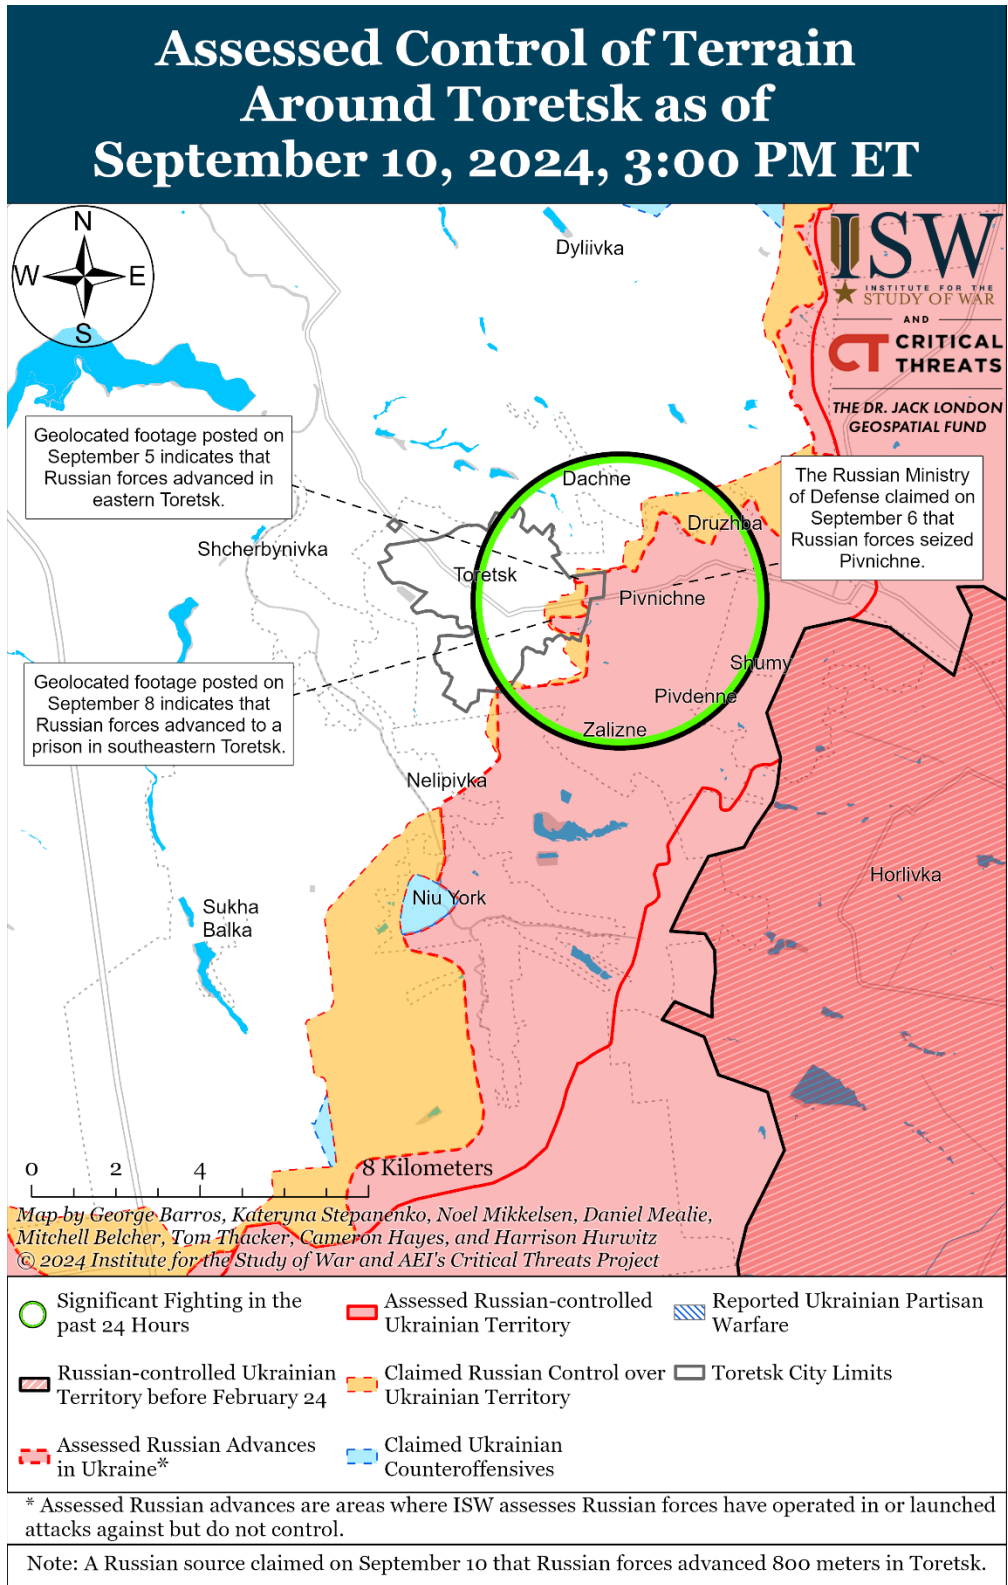 Assessed Control of Terrain
Around Toretsk as of
September 10, 2024, 3:00 PM ET
N
W
E
S
Dyliivka
ISW
INSTITUTE FOR THE
STUDY OF WAR
AND
CT CRITICAL
THREATS
THE DR. JACK LONDON
GEOSPATIAL FUND
Geolocated footage posted on
September 5 indicates that
Russian forces advanced in
eastern Toretsk.
Dachne
Druzhba
The Russian Ministry
of Defense claimed on
September 6 that
Russian forces seized
Pivnichne.
Shcherbynivka
Toretsk
Pivnichne
Shumy
Pivdenne
Zalizne
Geolocated footage posted on
September 8 indicates that
Russian forces advanced to a
prison in southeastern Toretsk.
Nelipivka
Horlivka
Niu York
Sukha
Balka
0 2 4 8 Kilometers
Map by George Barros, Kateryna Stepanenko, Noel Mikkelsen, Daniel Mealie,
Mitchell Belcher, Tom Thacker, Cameron Hayes, and Harrison Hurwitz
© 2024 Institute for the Study of War and AEI's Critical Threats Project
Significant Fighting in the
past 24 Hours
Assessed Russian-controlled
Ukrainian Territory
Reported Ukrainian Partisan
Warfare
Russian-controlled Ukrainian
Territory before February 24
Claimed Russian Control over
Ukrainian Territory
Toretsk City Limits
Assessed Russian Advances
in Ukraine*
Claimed Ukrainian
Counteroffensives
* Assessed Russian advances are areas where ISW assesses Russian forces have operated in or launched
attacks against but do not control.
Note: A Russian source claimed on September 10 that Russian forces advanced 800 meters in Toretsk.